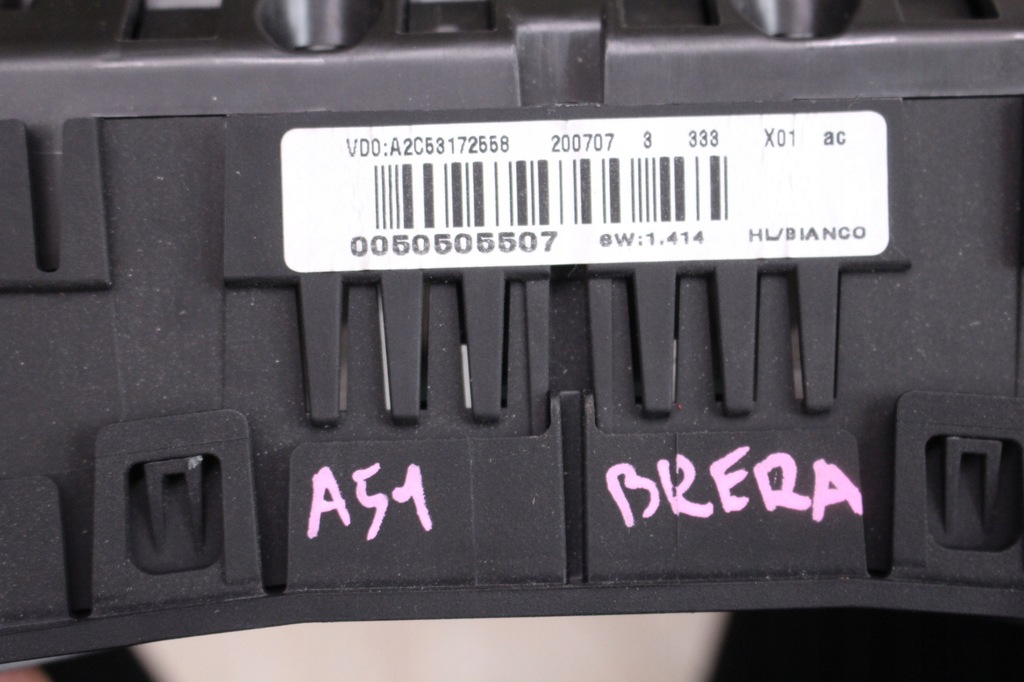 VDO:A2C53172558 200707 3 333 X01 ac
0050505507 SW:1.414 HL/BIANCO
A51 BRERA